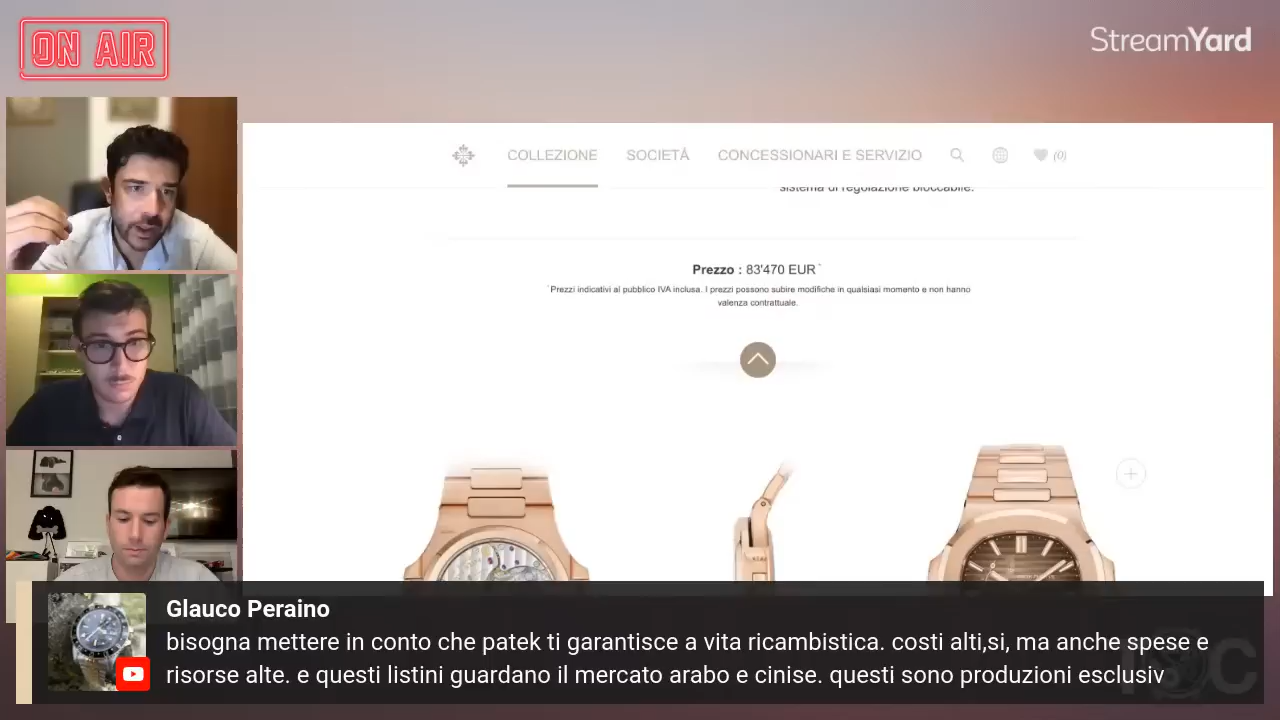 ON AIR
StreamYard
COLLEZIONE SOCIETÁ CONCESSIONARI E SERVIZIO (0)
sistema di regolazione bloccabile.
Prezzo : 83'470 EUR *
* Prezzi indicativi al pubblico IVA inclusa. I prezzi possono subire modifiche in qualsiasi momento e non hanno
valenza contrattuale.
Glauco Peraino
bisogna mettere in conto che patek ti garantisce a vita ricambistica. costi alti,si, ma anche spese e
risorse alte. e questi listini guardano il mercato arabo e cinise. questi sono produzioni esclusiv